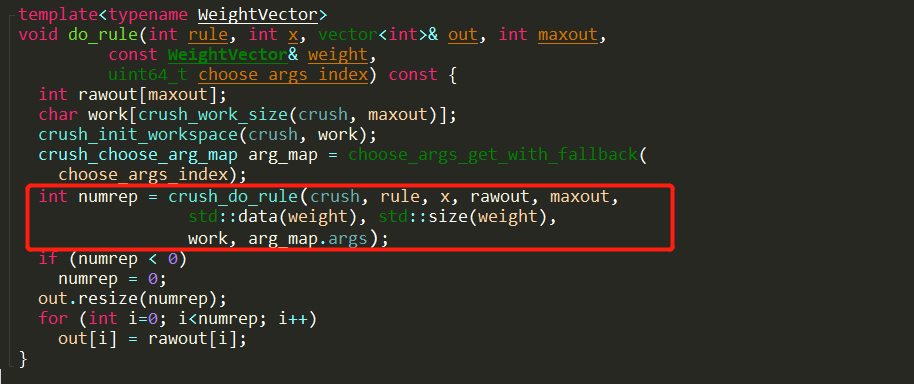 template<typename WeightVector>
void do_rule(int rule, int x, vector<int>& out, int maxout,
const WeightVector& weight,
uint64_t choose_args_index) const {
int rawout[maxout];
char work[crush_work_size(crush, maxout)];
crush_init_workspace(crush, work);
crush_choose_arg_map arg_map = choose_args_get_with_fallback(
choose_args_index);
int numrep = crush_do_rule(crush, rule, x, rawout, maxout,
std::data(weight), std::size(weight),
work, arg_map.args);
if (numrep < 0)
numrep = 0;
out.resize(numrep);
for (int i=0; i<numrep; i++)
out[i] = rawout[i];
}